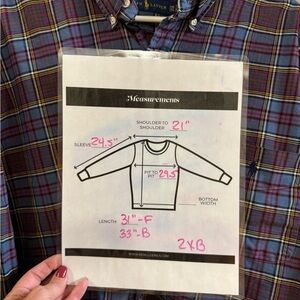 Measurements
SHOULDER TO
SHOULDER 21"
SLEEVE 24.5"
PIT TO
PIT 29.5"
BOTTOM
WIDTH
LENGTH 31"-F
33"-B
2XB